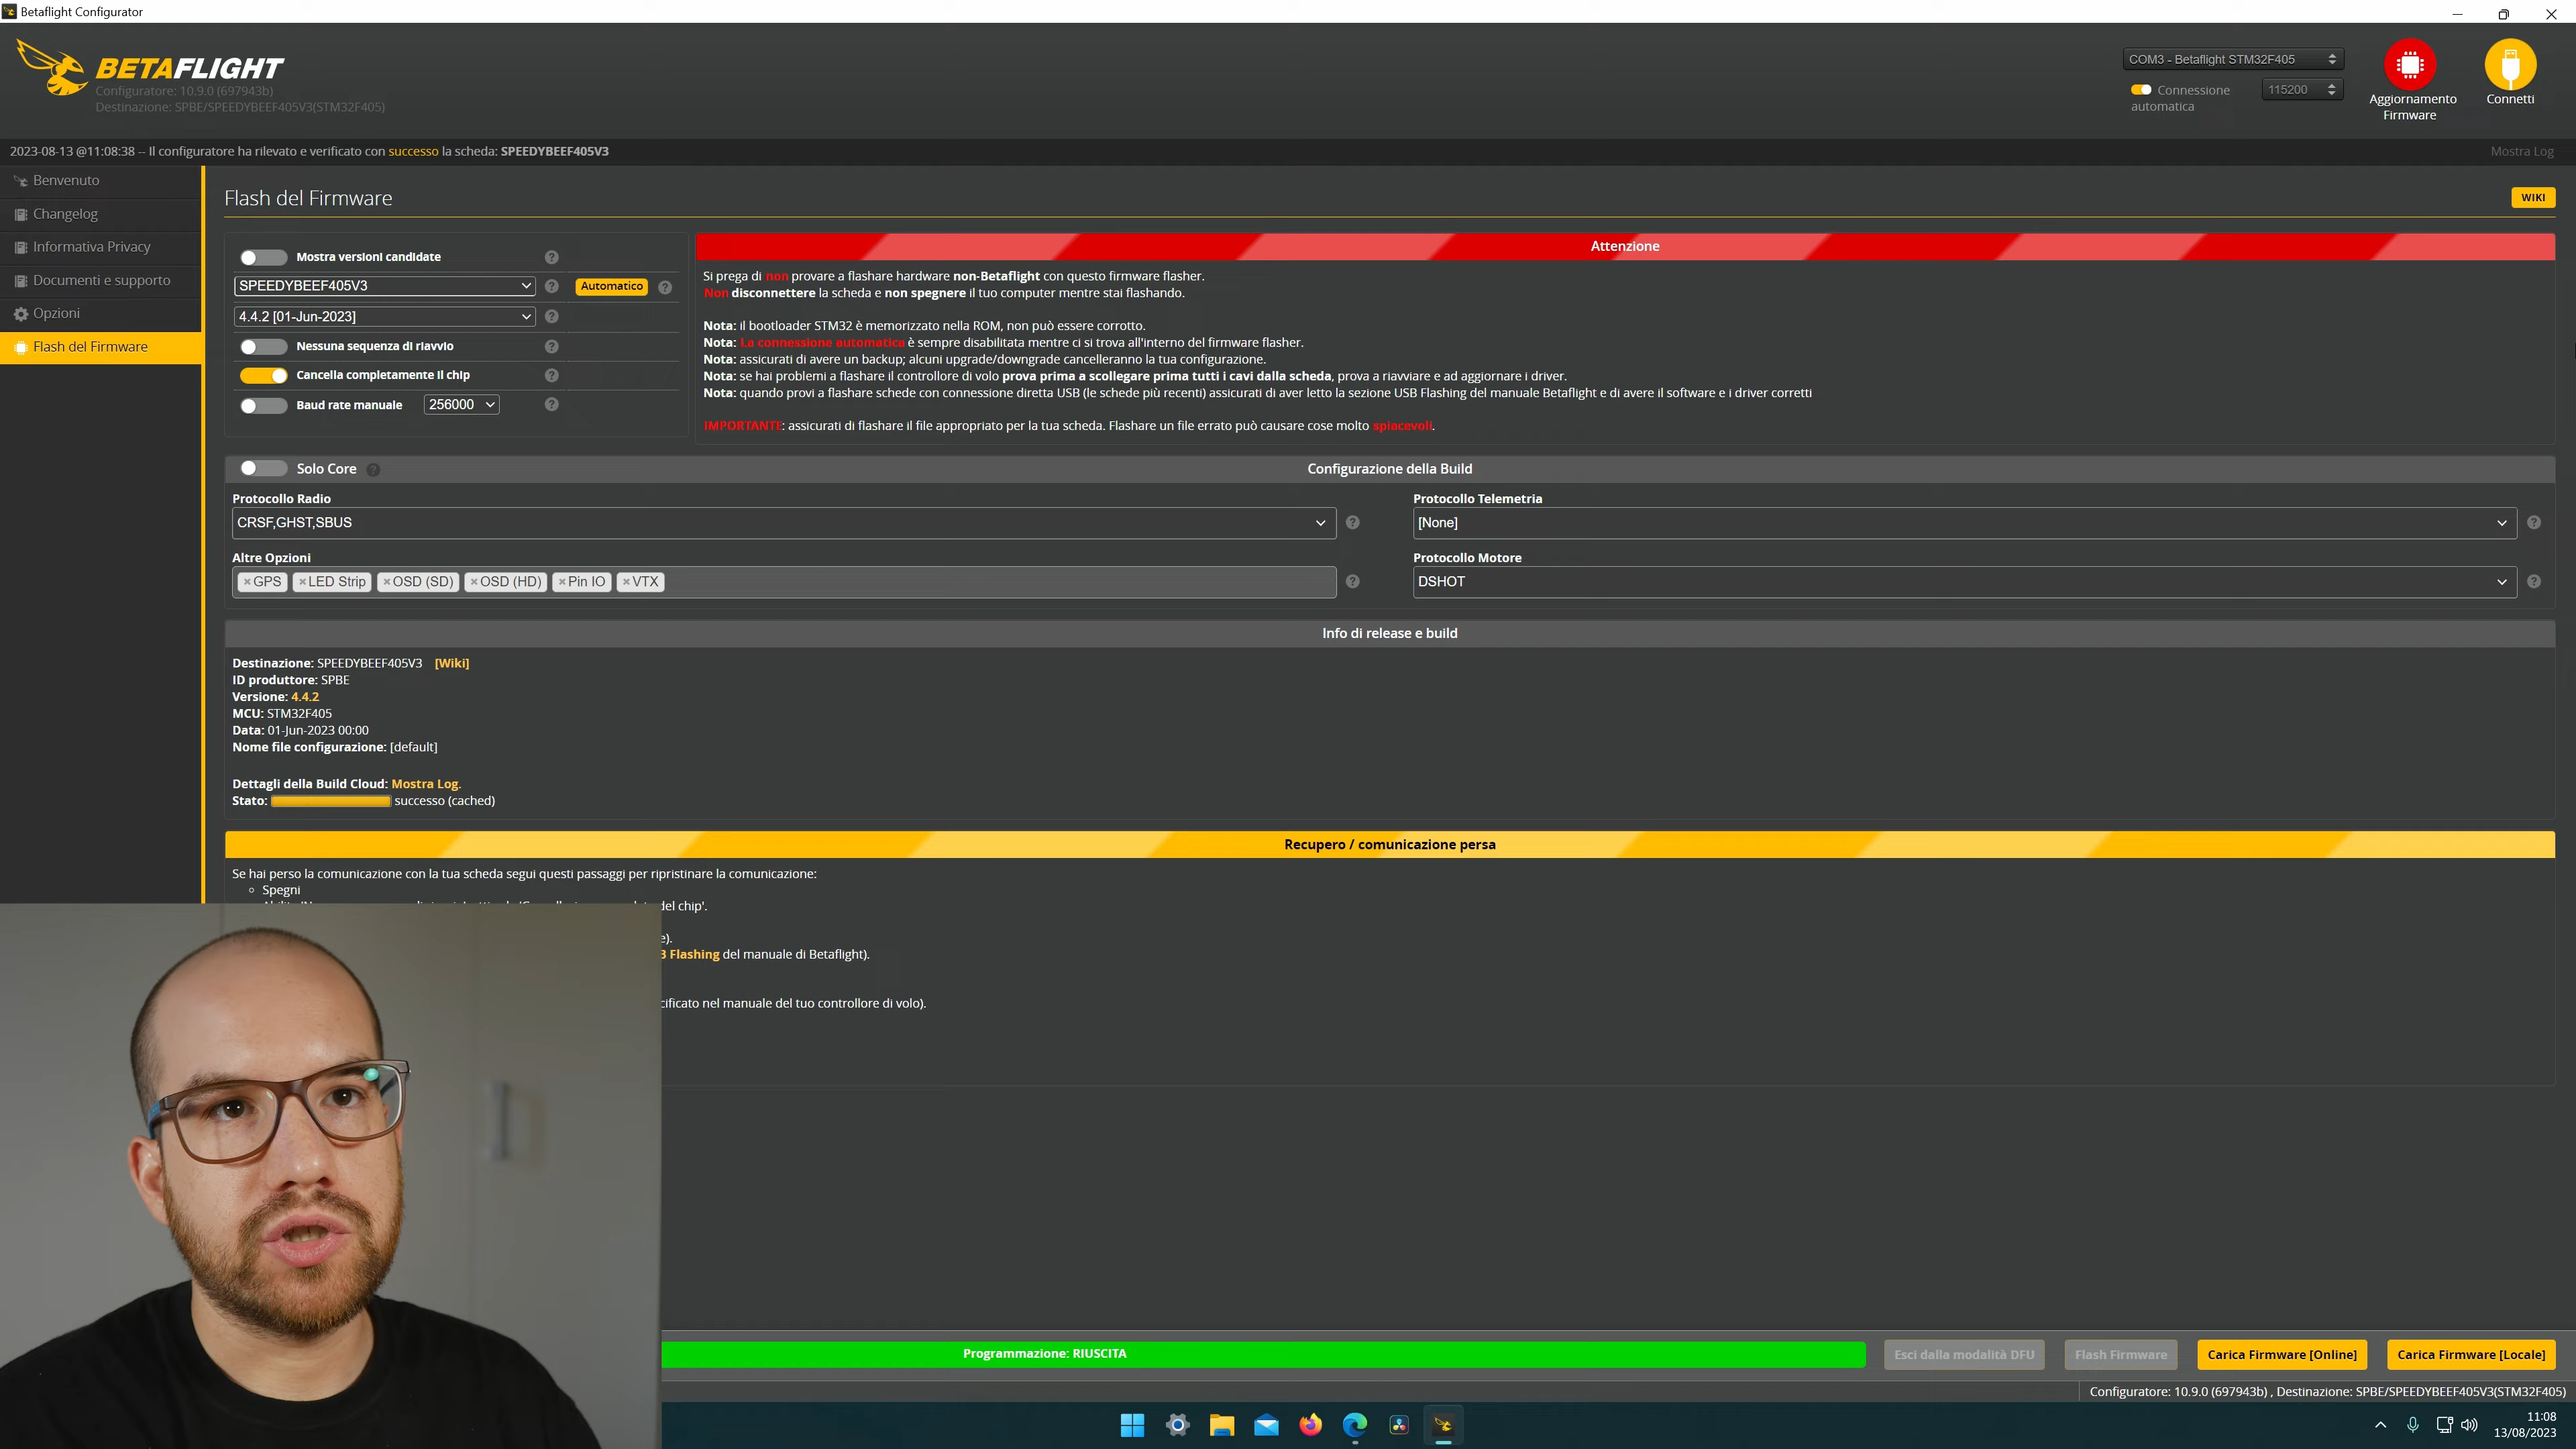 Betaflight Configurator
BETAFLIGHT
Configuratore: 10.9.0 (697943b)
Destinazione: SPBE/SPEEDYBEEF405V3(STM32F405)
COM3 - Betaflight STM32F405
Connessione automatica
115200
Aggiornamento Firmware
Connetti
2023-08-13 @11:08:38 -- Il configuratore ha rilevato e verificato con successo la scheda: SPEEDYBEEF405V3
Mostra Log
Benvenuto
Changelog
Informativa Privacy
Documenti e supporto
Opzioni
Flash del Firmware
Flash del Firmware
WIKI
Mostra versioni candidate
SPEEDYBEEF405V3
Automatico
4.4.2 [01-Jun-2023]
Nessuna sequenza di riavvio
Cancella completamente il chip
Baud rate manuale 256000
Attenzione
Si prega di non provare a flashare hardware non-Betaflight con questo firmware flasher.
Non disconnettere la scheda e non spegnere il tuo computer mentre stai flashando.
Nota: il bootloader STM32 è memorizzato nella ROM, non può essere corrotto.
Nota: La connessione automatica è sempre disabilitata mentre ci si trova all'interno del firmware flasher.
Nota: assicurati di avere un backup; alcuni upgrade/downgrade cancelleranno la tua configurazione.
Nota: se hai problemi a flashare il controllore di volo prova prima a scollegare prima tutti i cavi dalla scheda, prova a riavviare e ad aggiornare i driver.
Nota: quando provi a flashare schede con connessione diretta USB (le schede più recenti) assicurati di aver letto la sezione USB Flashing del manuale Betaflight e di avere il software e i driver corretti
IMPORTANTE: assicurati di flashare il file appropriato per la tua scheda. Flashare un file errato può causare cose molto spiacevoli.
Solo Core
Configurazione della Build
Protocollo Radio
CRSF,GHST,SBUS
Protocollo Telemetria
[None]
Altre Opzioni
×GPS ×LED Strip ×OSD (SD) ×OSD (HD) ×Pin IO ×VTX
Protocollo Motore
DSHOT
Info di release e build
Destinazione: SPEEDYBEEF405V3 [Wiki]
ID produttore: SPBE
Versione: 4.4.2
MCU: STM32F405
Data: 01-Jun-2023 00:00
Nome file configurazione: [default]
Dettagli della Build Cloud: Mostra Log.
Stato: successo (cached)
Recupero / comunicazione persa
Se hai perso la comunicazione con la tua scheda segui questi passaggi per ripristinare la comunicazione:
Spegni
del chip'.
e).
Flashing del manuale di Betaflight).
cificato nel manuale del tuo controllore di volo).
Programmazione: RIUSCITA
Esci dalla modalità DFU
Flash Firmware
Carica Firmware [Online]
Carica Firmware [Locale]
Configuratore: 10.9.0 (697943b) , Destinazione: SPBE/SPEEDYBEEF405V3(STM32F405)
11:08
13/08/2023